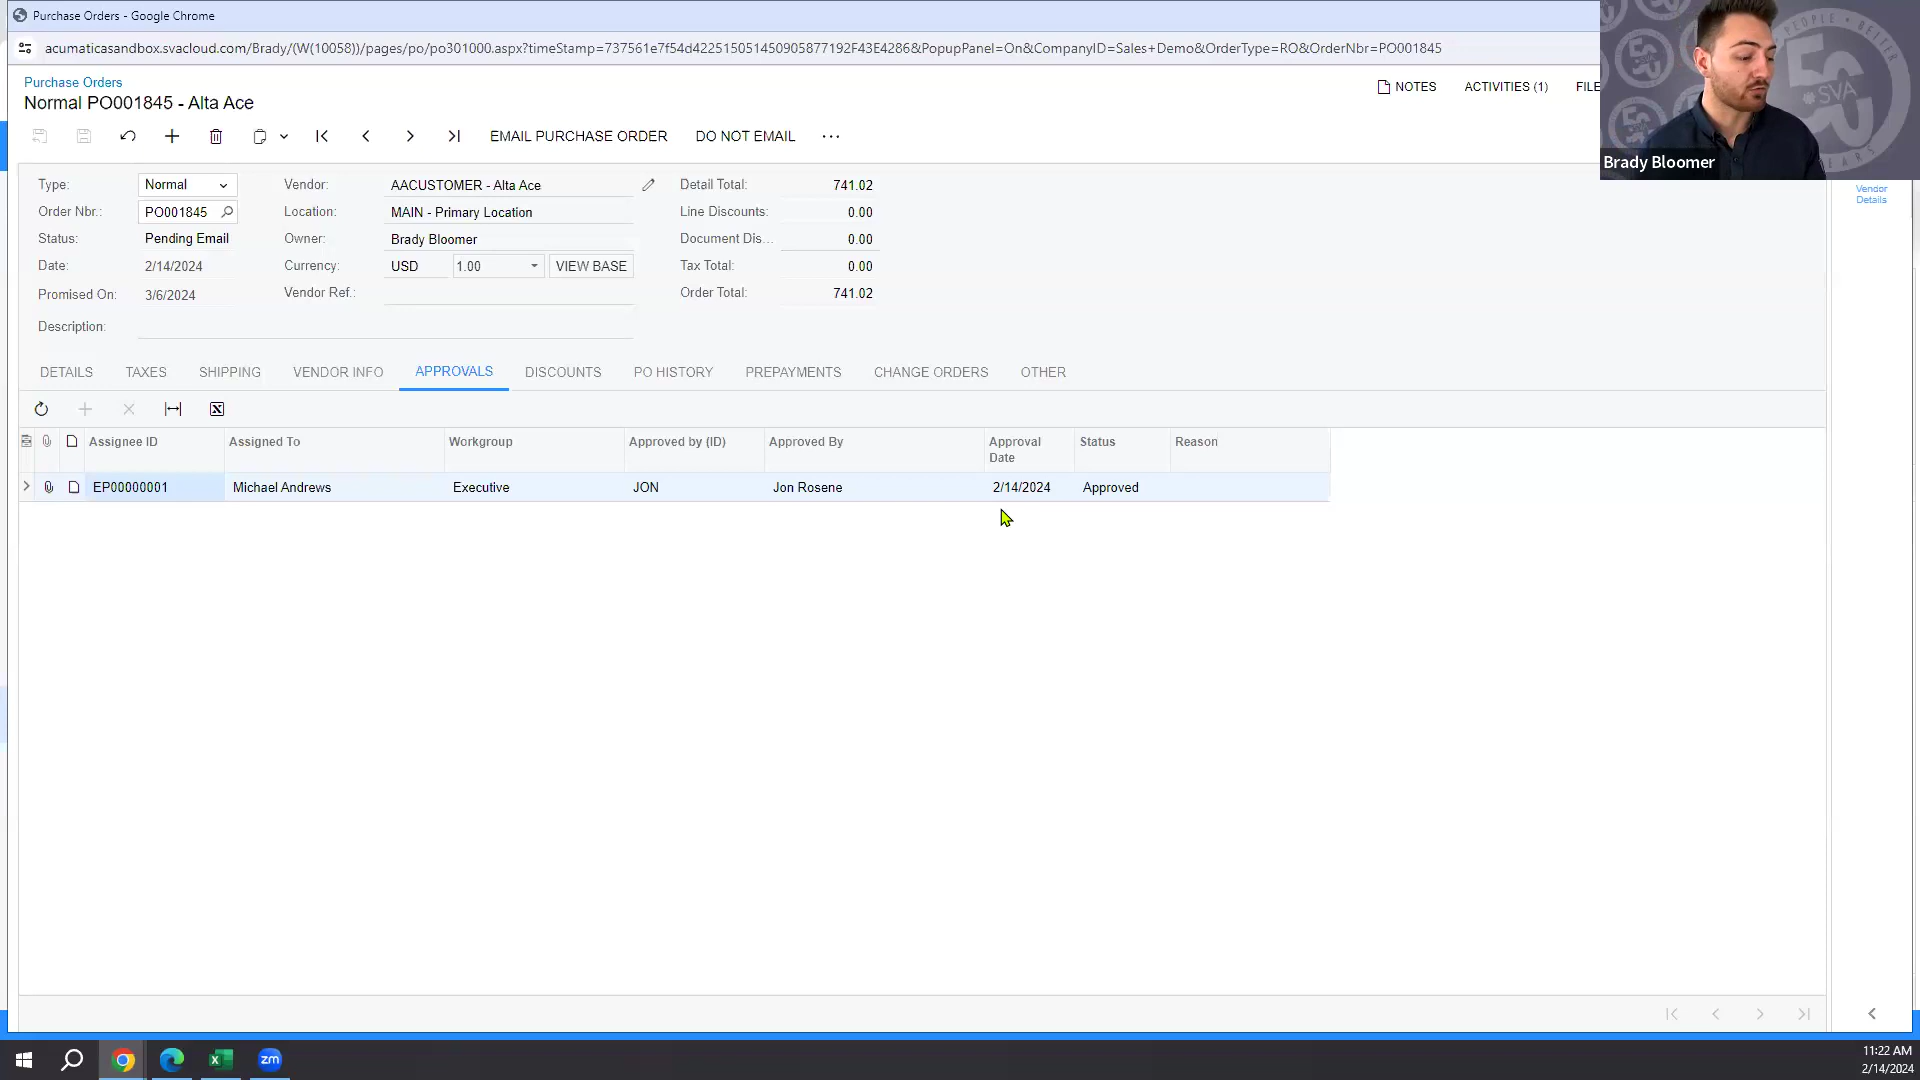 Purchase Orders - Google Chrome
acumaticasandbox.svacloud.com/Brady/(W(10058))/pages/po/po301000.aspx?timeStamp=737561e7f54d422515051450905877192F43E4286&PopupPanel=On&CompanyID=Sales+Demo&OrderType=RO&OrderNbr=PO001845
Purchase Orders
Normal PO001845 - Alta Ace
NOTES ACTIVITIES (1) FILE
EMAIL PURCHASE ORDER DO NOT EMAIL ...
SVA
Brady Bloomer
Vendor
Details
Type: Normal Vendor: AACUSTOMER - Alta Ace Detail Total: 741.02
Order Nbr.: PO001845 Location: MAIN - Primary Location Line Discounts: 0.00
Status: Pending Email Owner: Brady Bloomer Document Dis... 0.00
Date: 2/14/2024 Currency: USD 1.00 VIEW BASE Tax Total: 0.00
Promised On: 3/6/2024 Vendor Ref.: Order Total: 741.02
Description:
DETAILS TAXES SHIPPING VENDOR INFO APPROVALS DISCOUNTS PO HISTORY PREPAYMENTS CHANGE ORDERS OTHER
Assignee ID Assigned To Workgroup Approved by (ID) Approved By Approval Date Status Reason
EP00000001 Michael Andrews Executive JON Jon Rosene 2/14/2024 Approved
zm
11:22 AM
2/14/2024